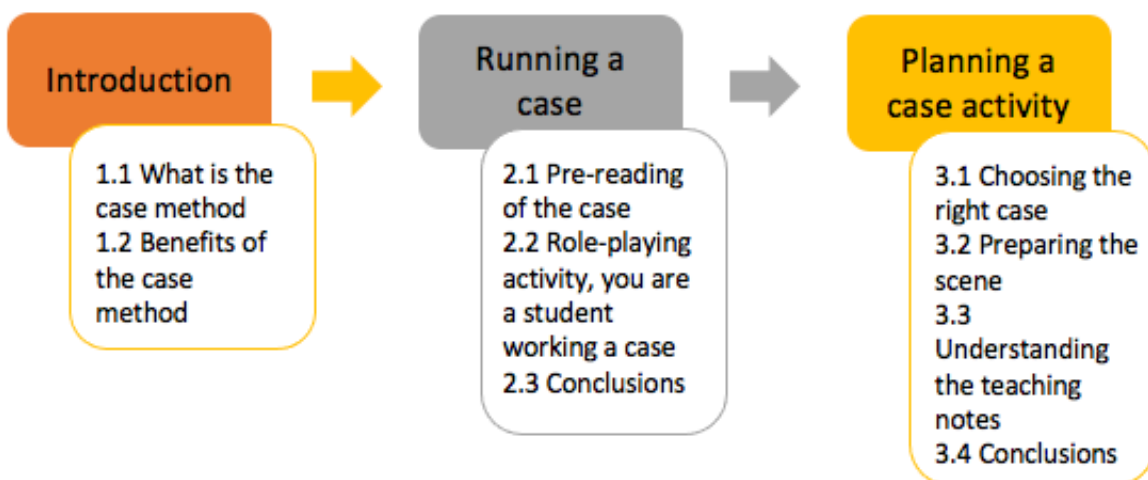 Introduction
1.1 What is the
case method
1.2 Benefits of
the case
method
Running a
case
2.1 Pre-reading
of the case
2.2 Role-playing
activity, you are
a student
working a case
2.3 Conclusions
Planning a
case activity
3.1 Choosing the
right case
3.2 Preparing the
scene
3.3
Understanding
the teaching
notes
3.4 Conclusions